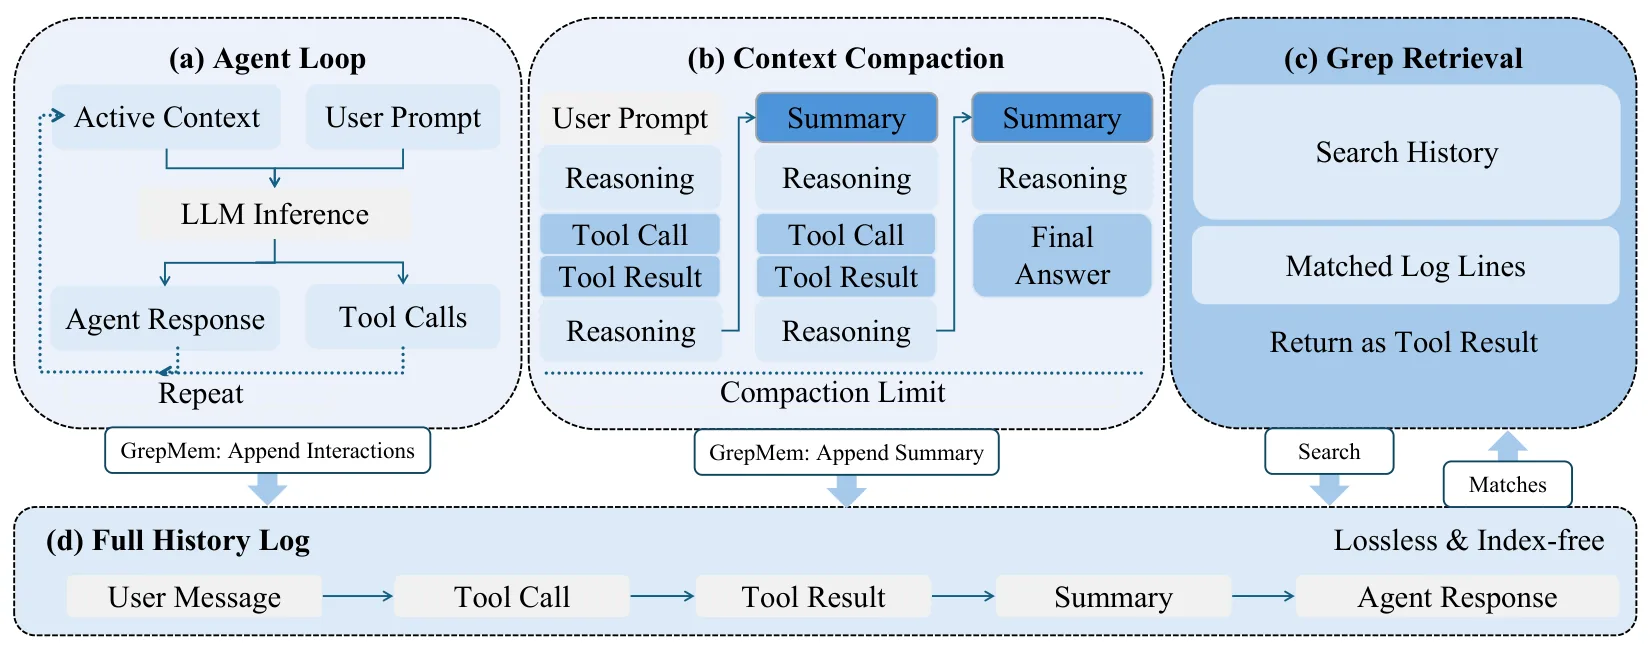 (a) Agent Loop
Active Context
User Prompt
LLM Inference
Agent Response
Tool Calls
Repeat
(b) Context Compaction
User Prompt
Reasoning
Tool Call
Tool Result
Reasoning
Summary
Reasoning
Tool Call
Tool Result
Reasoning
Summary
Reasoning
Final
Answer
Compaction Limit
(c) Grep Retrieval
Search History
Matched Log Lines
Return as Tool Result
GrepMem: Append Interactions
GrepMem: Append Summary
Search
Matches
(d) Full History Log
Lossless & Index-free
User Message
Tool Call
Tool Result
Summary
Agent Response